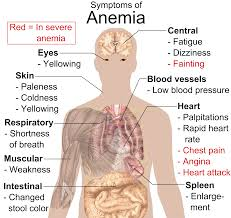 Symptoms of
Anemia
Red = In severe
anemia
Eyes
- Yellowing
Skin
- Paleness
- Coldness
- Yellowing
Respiratory
- Shortness
of breath
Muscular
- Weakness
Intestinal
- Changed
stool color
Central
- Fatigue
- Dizziness
- Fainting
Blood vessels
- Low blood pressure
Heart
- Palpitations
- Rapid heart
rate
- Chest pain
- Angina
- Heart attack
Spleen
- Enlarge-
ment